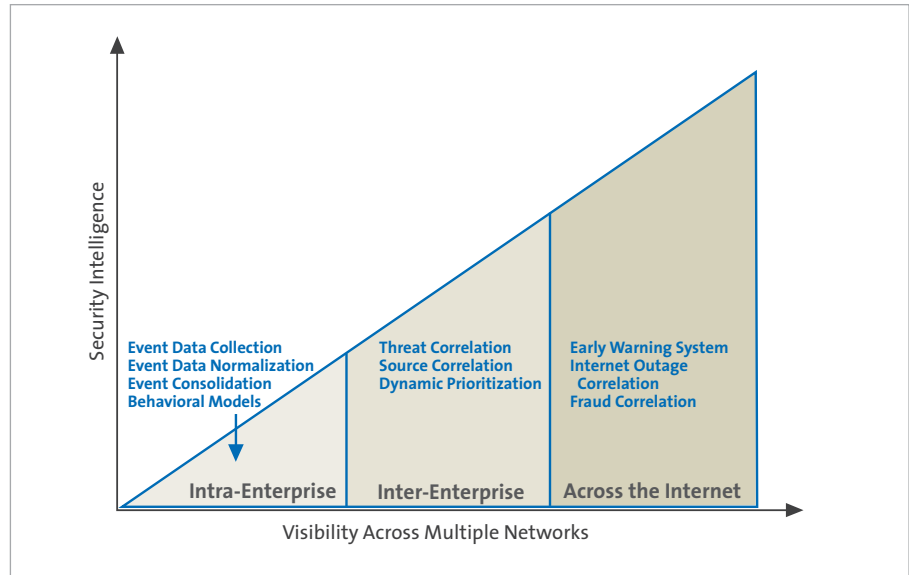 Security Intelligence
Event Data Collection
Event Data Normalization
Event Consolidation
Behavioral Models
Threat Correlation
Source Correlation
Dynamic Prioritization
Early Warning System
Internet Outage
Correlation
Fraud Correlation
Intra-Enterprise
Inter-Enterprise
Across the Internet
Visibility Across Multiple Networks